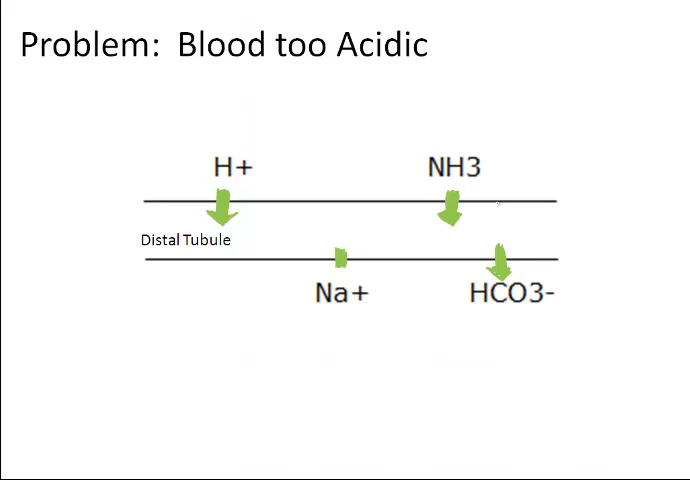 Problem:  Blood too Acidic
H+ NH3
Distal Tubule
Na+ HCO3-